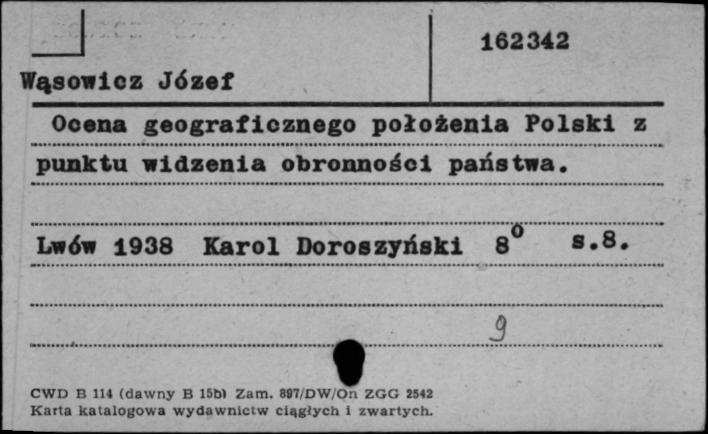 162342
Wąsowicz Józef
Ocena geograficznego położenia Polski z
punktu widzenia obronności państwa.
Lwów 1938 Karol Doroszyński 8⁰ s.8.
9
CWD B 114 (dawny B 15b) Zam. 897/DW/On ZGG 2542
Karta katalogowa wydawnictw ciągłych i zwartych.